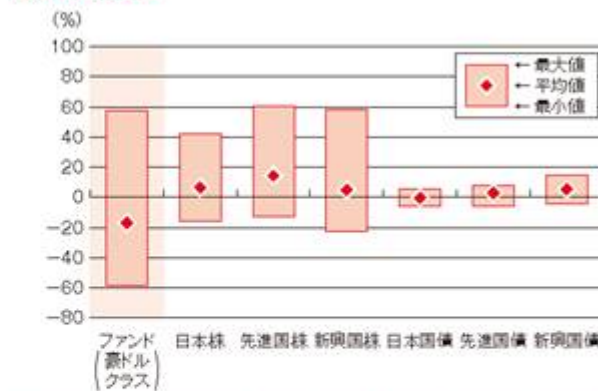 (%)
100
80
60
40
20
0
−20
−40
−60
−80
← 最大値
← 平均値
← 最小値
ファンド
(豪ドル
クラス)
日本株
先進国株
新興国株
日本国債
先進国債
新興国債